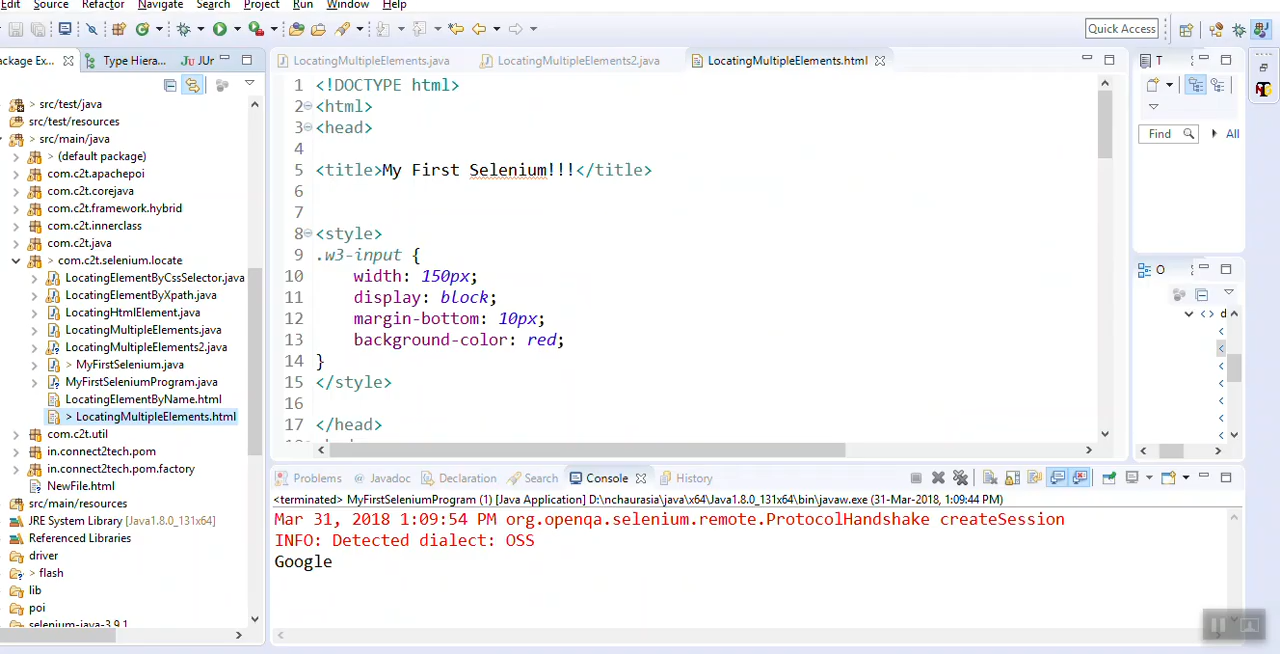 Edit Source Refactor Navigate Search Project Run Window Help
Quick Access
Package Ex... Type Hiera... Ju JUr
src/test/java
src/test/resources
src/main/java
(default package)
com.c2t.apachepoi
com.c2t.corejava
com.c2t.framework.hybrid
com.c2t.innerclass
com.c2t.java
com.c2t.selenium.locate
LocatingElementByCssSelector.java
LocatingElementByXpath.java
LocatingHtmlElement.java
LocatingMultipleElements.java
LocatingMultipleElements2.java
> MyFirstSelenium.java
MyFirstSeleniumProgram.java
LocatingElementByName.html
> LocatingMultipleElements.html
com.c2t.util
in.connect2tech.pom
in.connect2tech.pom.factory
NewFile.html
src/main/resources
JRE System Library [Java1.8.0_131x64]
Referenced Libraries
driver
> flash
lib
poi
selenium-java-3.9.1
LocatingMultipleElements.java LocatingMultipleElements2.java LocatingMultipleElements.html
1 <!DOCTYPE html>
2 <html>
3 <head>
4
5 <title>My First Selenium!!!</title>
6
7
8 <style>
9 .w3-input {
10 width: 150px;
11 display: block;
12 margin-bottom: 10px;
13 background-color: red;
14 }
15 </style>
16
17 </head>
T
Find All
O
<> d
Problems @ Javadoc Declaration Search Console History
<terminated> MyFirstSeleniumProgram (1) [Java Application] D:\nchaurasia\java\x64\Java1.8.0_131x64\bin\javaw.exe (31-Mar-2018, 1:09:44 PM)
Mar 31, 2018 1:09:54 PM org.openqa.selenium.remote.ProtocolHandshake createSession
INFO: Detected dialect: OSS
Google